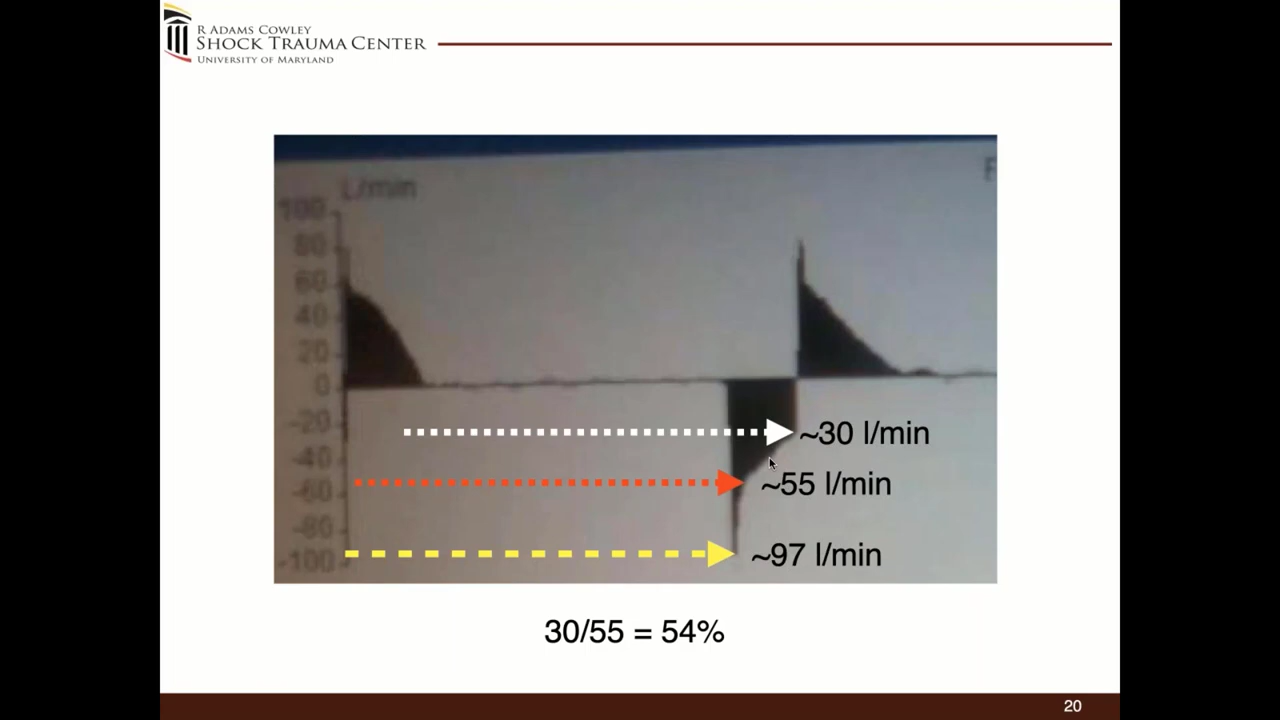 R ADAMS COWLEY
SHOCK TRAUMA CENTER
UNIVERSITY OF MARYLAND
L/min
F
100
80
60
40
20
0
-20
-40
-60
-80
-100
~30 l/min
~55 l/min
~97 l/min
30/55 = 54%
20